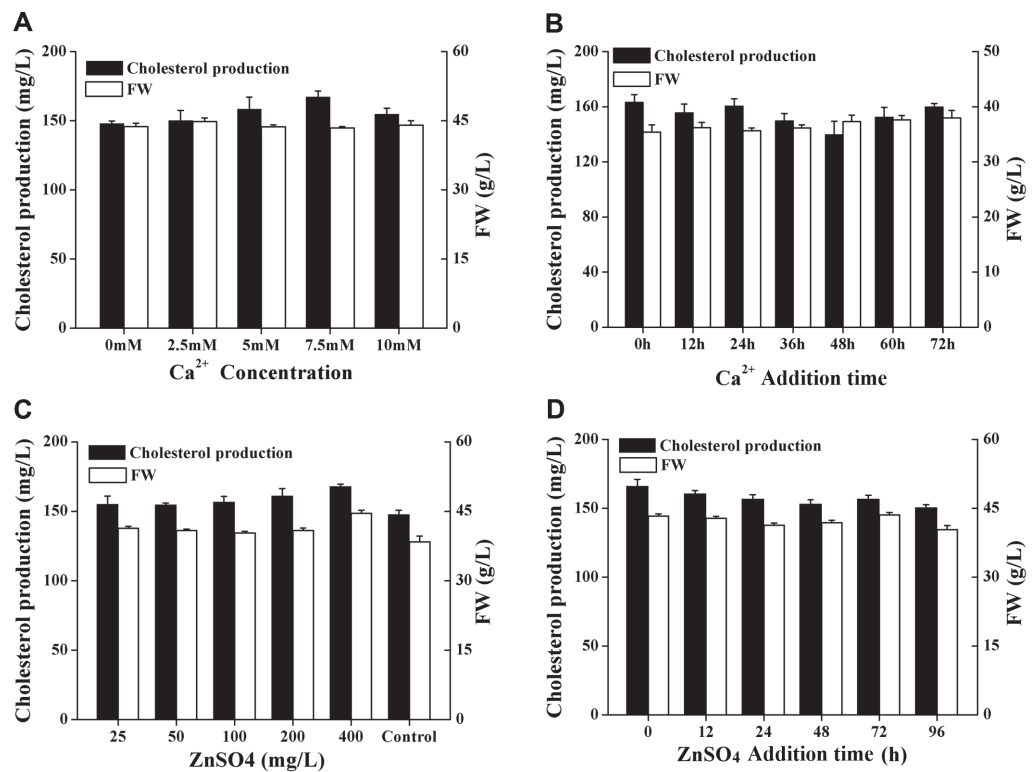 A
Cholesterol production (mg/L)
200
150
100
50
0
Cholesterol production
FW
60
45
30
15
0
FW (g/L)
0mM 2.5mM 5mM 7.5mM 10mM
Ca2+ Concentration
B
Cholesterol production (mg/L)
200
160
120
80
40
0
Cholesterol production
FW
50
40
30
20
10
0
FW (g/L)
0h 12h 24h 36h 48h 60h 72h
Ca2+ Addition time
C
Cholesterol production (mg/L)
200
150
100
50
0
Cholesterol production
FW
60
45
30
15
0
FW (g/L)
25 50 100 200 400 Control
ZnSO4 (mg/L)
D
Cholesterol production (mg/L)
200
150
100
50
0
Cholesterol production
FW
60
45
30
15
0
FW (g/L)
0 12 24 48 72 96
ZnSO4 Addition time (h)